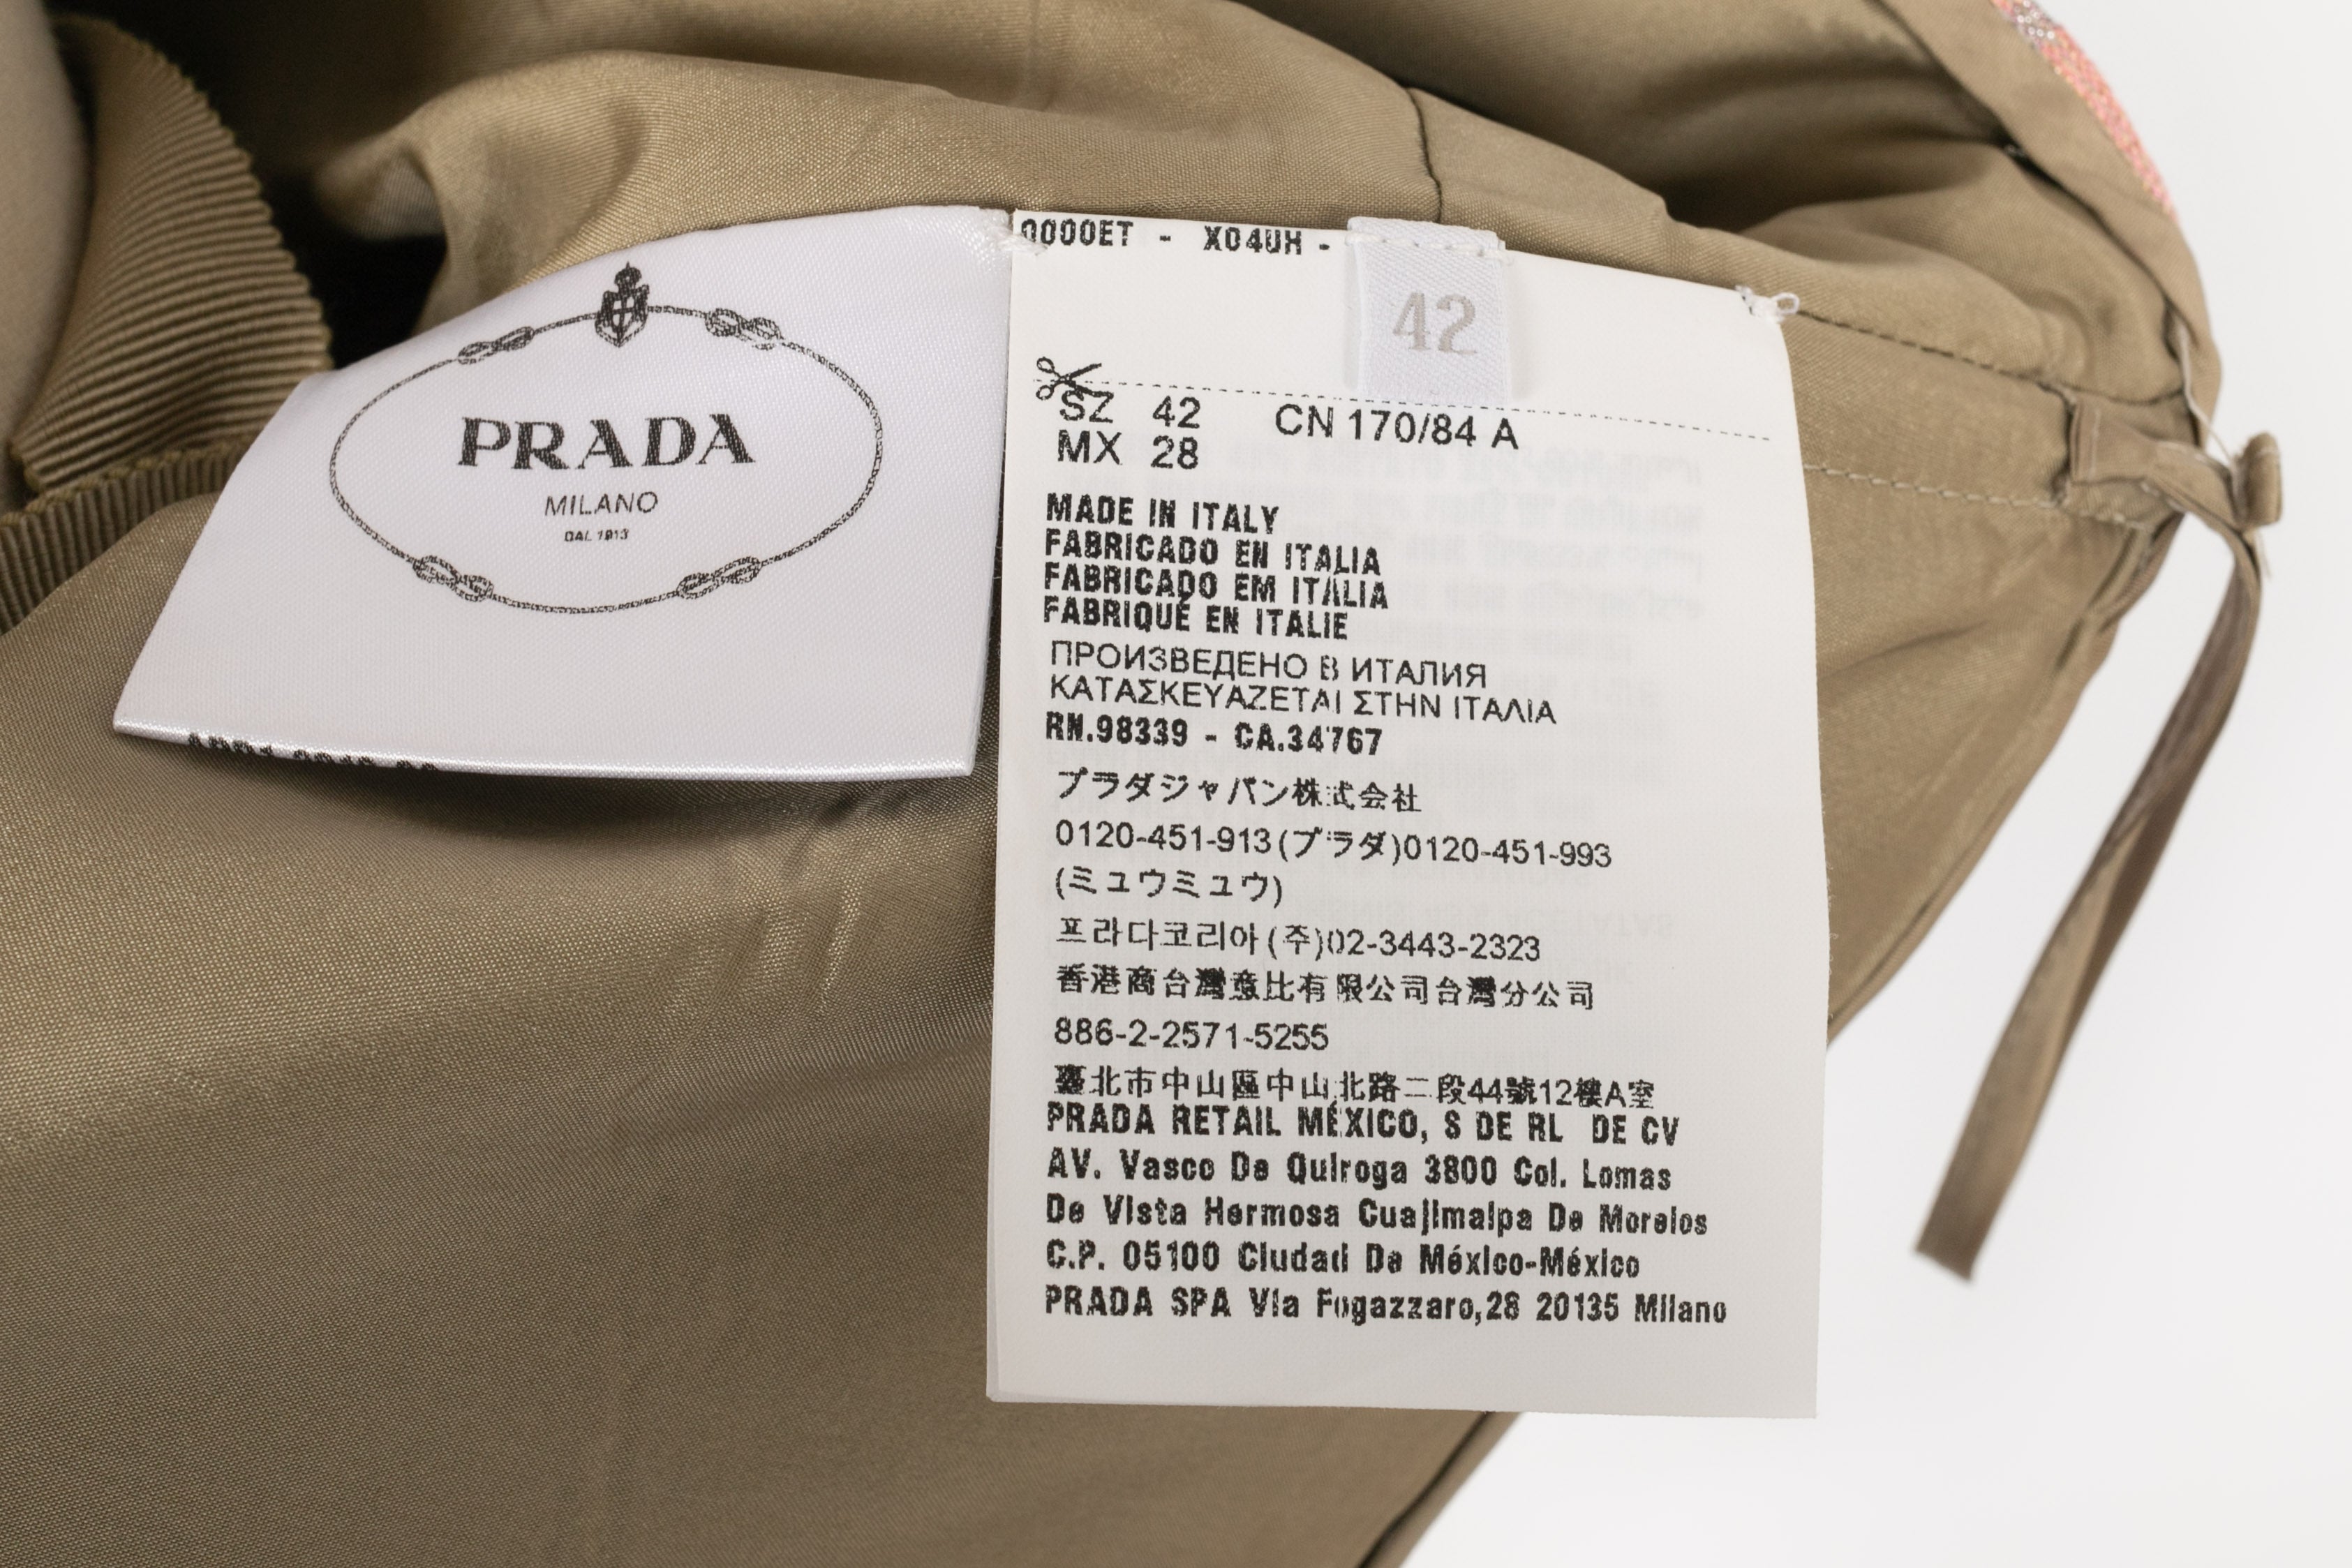 PRADA
MILANO
DAL 1913
0000ET - X04UH -
42
SZ 42 CN 170/84 A
MX 28
MADE IN ITALY
FABRICADO EN ITALIA
FABRICADO EM ITÁLIA
FABRIQUÉ EN ITALIE
ПРОИЗВЕДЕНО В ИТАЛИЯ
ΚΑΤΑΣΚΕΥΑΖΕΤΑΙ ΣΤΗΝ ΙΤΑΛΙΑ
RN.98339 - CA.34767
プラダジャパン株式会社
0120-451-913(プラダ)0120-451-993
(ミュウミュウ)
프라다코리아(주)02-3443-2323
香港商台灣意比有限公司台灣分公司
886-2-2571-5255
臺北市中山區中山北路二段44號12樓A室
PRADA RETAIL MÉXICO, S DE RL DE CV
AV. Vasco De Quiroga 3800 Col. Lomas
De Vista Hermosa Cuajimalpa De Morelos
C.P. 05100 Ciudad De México-México
PRADA SPA Via Fogazzaro,28 20135 Milano